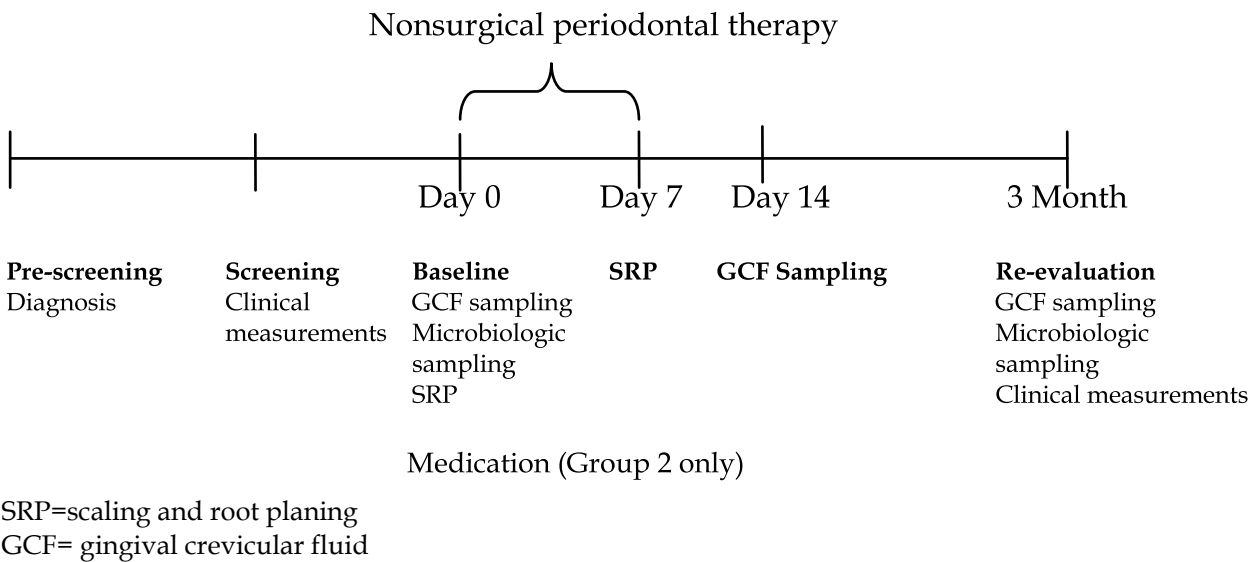 Nonsurgical periodontal therapy
Day 0
Day 7
Day 14
3 Month
Pre-screening
Diagnosis
Screening
Clinical
measurements
Baseline
GCF sampling
Microbiologic
sampling
SRP
SRP
GCF Sampling
Re-evaluation
GCF sampling
Microbiologic
sampling
Clinical measurements
Medication (Group 2 only)
SRP=scaling and root planing
GCF= gingival crevicular fluid